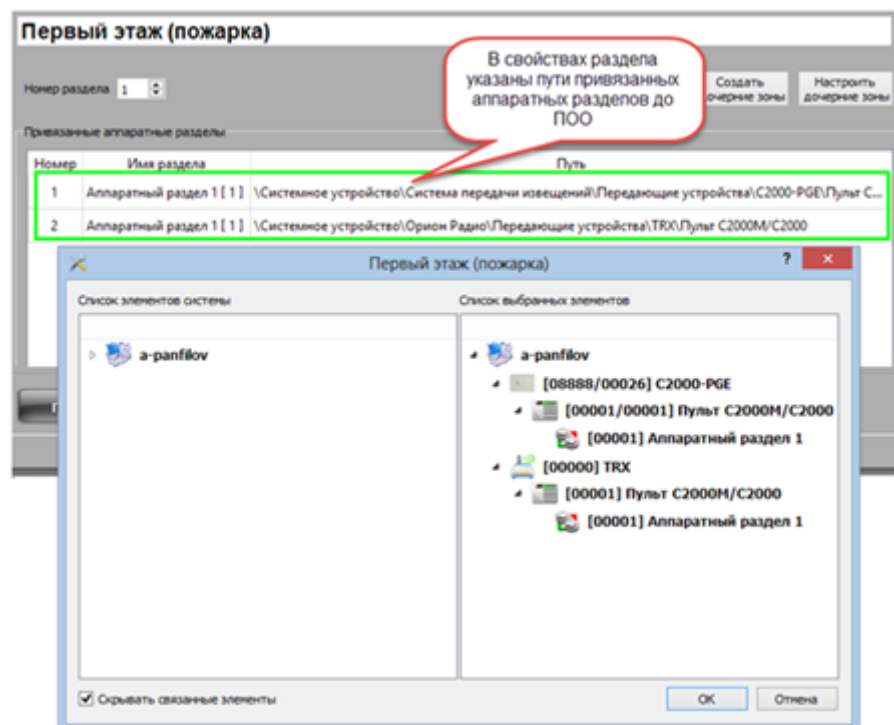 Первый этаж (пожарка)
В свойствах раздела
указаны пути привязанных
аппаратных разделов до
ПОО
Номер раздела 1
Создать
дочерние зоны
Настроить
дочерние зоны
Привязанные аппаратные разделы
Номер Имя раздела Путь
1 Аппаратный раздел 1 [ 1 ] \Системное устройство\Система передачи извещений\Передающие устройства\C2000-PGE\Пульт С...
2 Аппаратный раздел 1 [ 1 ] \Системное устройство\Орион Радио\Передающие устройства\TRX\Пульт С2000М/С2000
Первый этаж (пожарка)
Список элементов системы
Список выбранных элементов
a-panfilov
a-panfilov
[08888/00026] C2000-PGE
[00001/00001] Пульт С2000М/С2000
[00001] Аппаратный раздел 1
[00000] TRX
[00001] Пульт С2000М/С2000
[00001] Аппаратный раздел 1
Скрывать связанные элементы
OK
Отмена